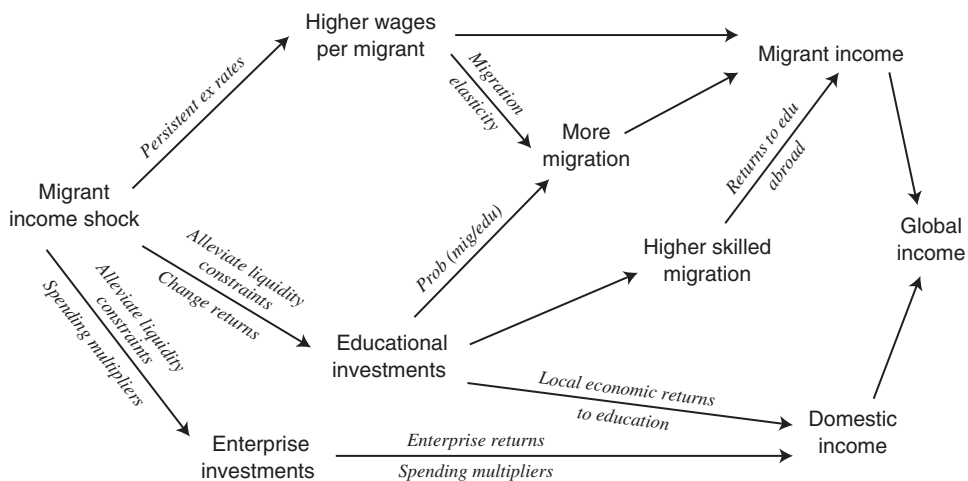 Higher wages
per migrant
Migrant income
Persistent ex rates
Migration
elasticity
More
migration
Returns to edu
abroad
Migrant
income shock
Alleviate liquidity
constraints
Change returns
Prob (mig/edu)
Higher skilled
migration
Global
income
Alleviate liquidity
constraints
Spending multipliers
Educational
investments
Local economic returns
to education
Domestic
income
Enterprise
investments
Enterprise returns
Spending multipliers